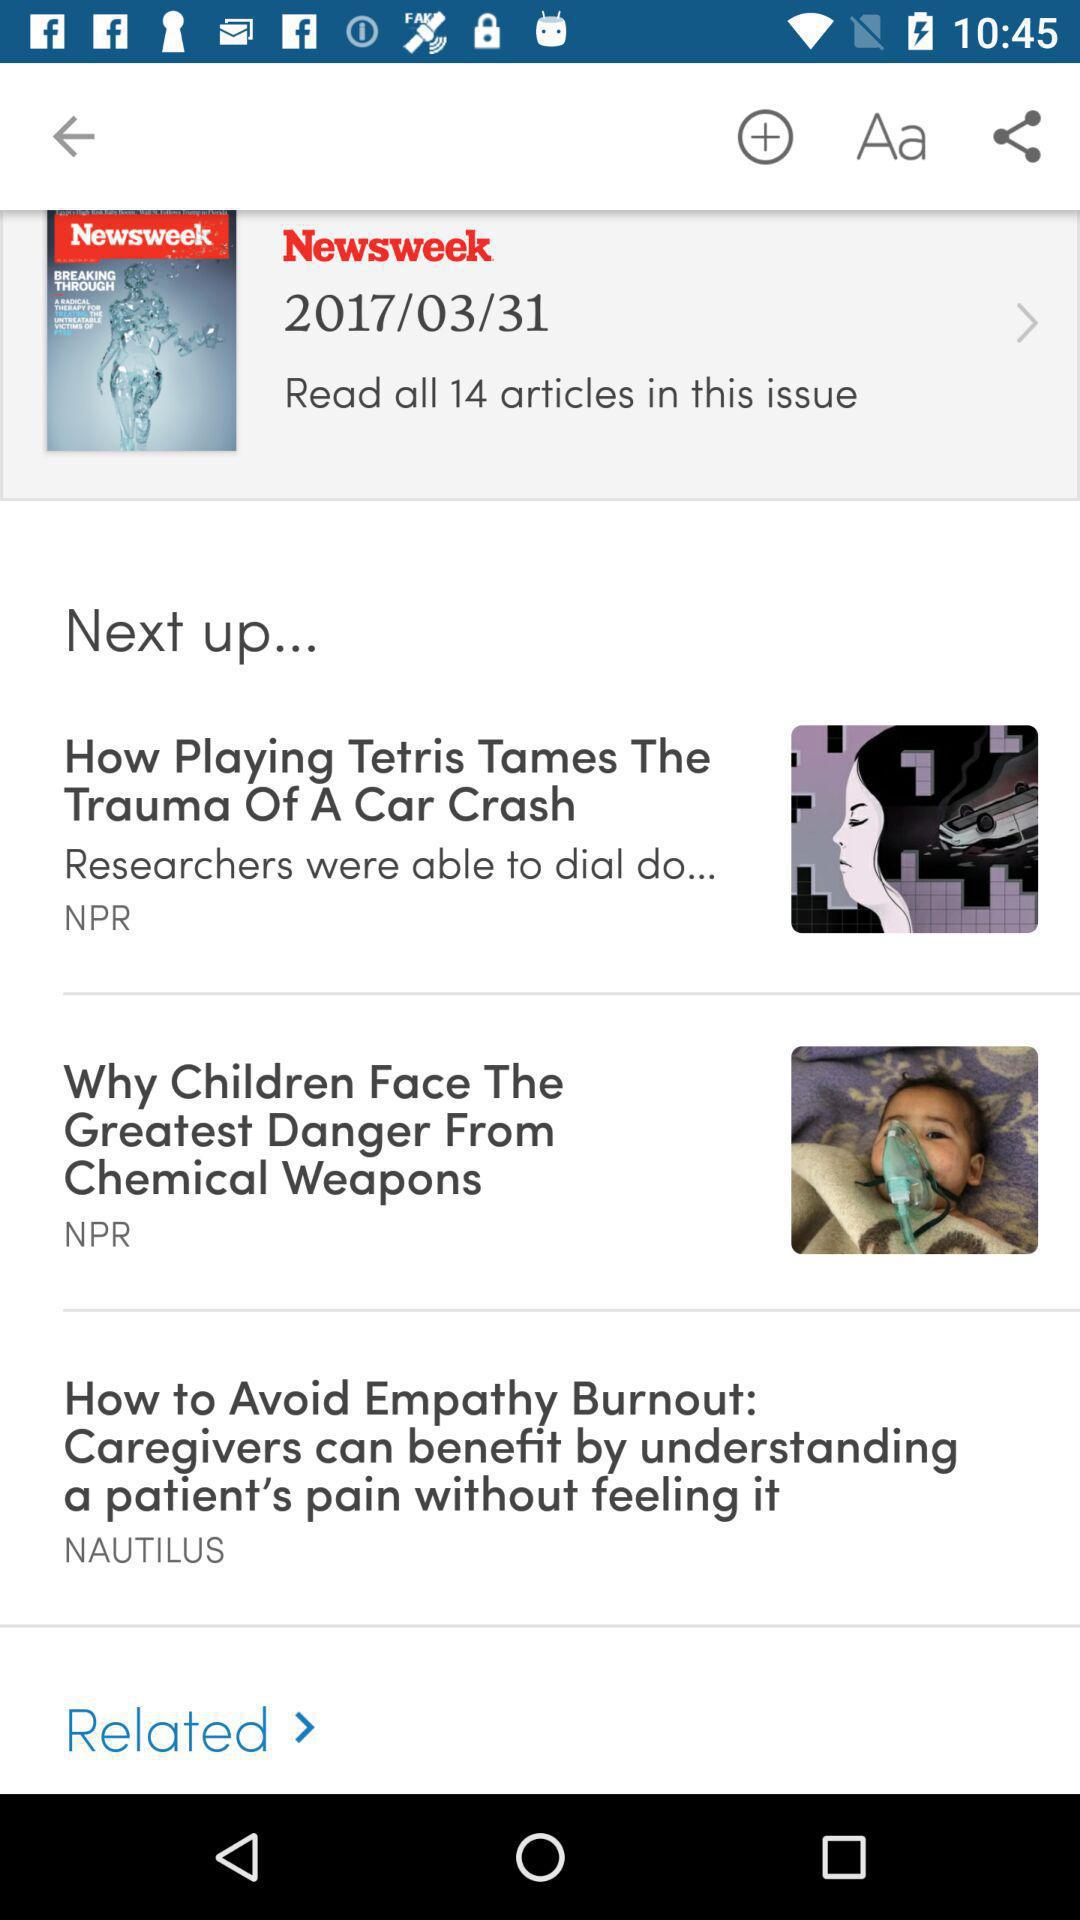 FAKE
10:45
Aa
Newsweek
BREAKING
THROUGH
A RADICAL
THERAPY FOR
TREATING THE
UNTREATABLE
VICTIMS OF
PTSD
Newsweek
2017/03/31
Read all 14 articles in this issue
Next up...
How Playing Tetris Tames The
Trauma Of A Car Crash
Researchers were able to dial do...
NPR
Why Children Face The
Greatest Danger From
Chemical Weapons
NPR
How to Avoid Empathy Burnout:
Caregivers can benefit by understanding
a patient's pain without feeling it
NAUTILUS
Related